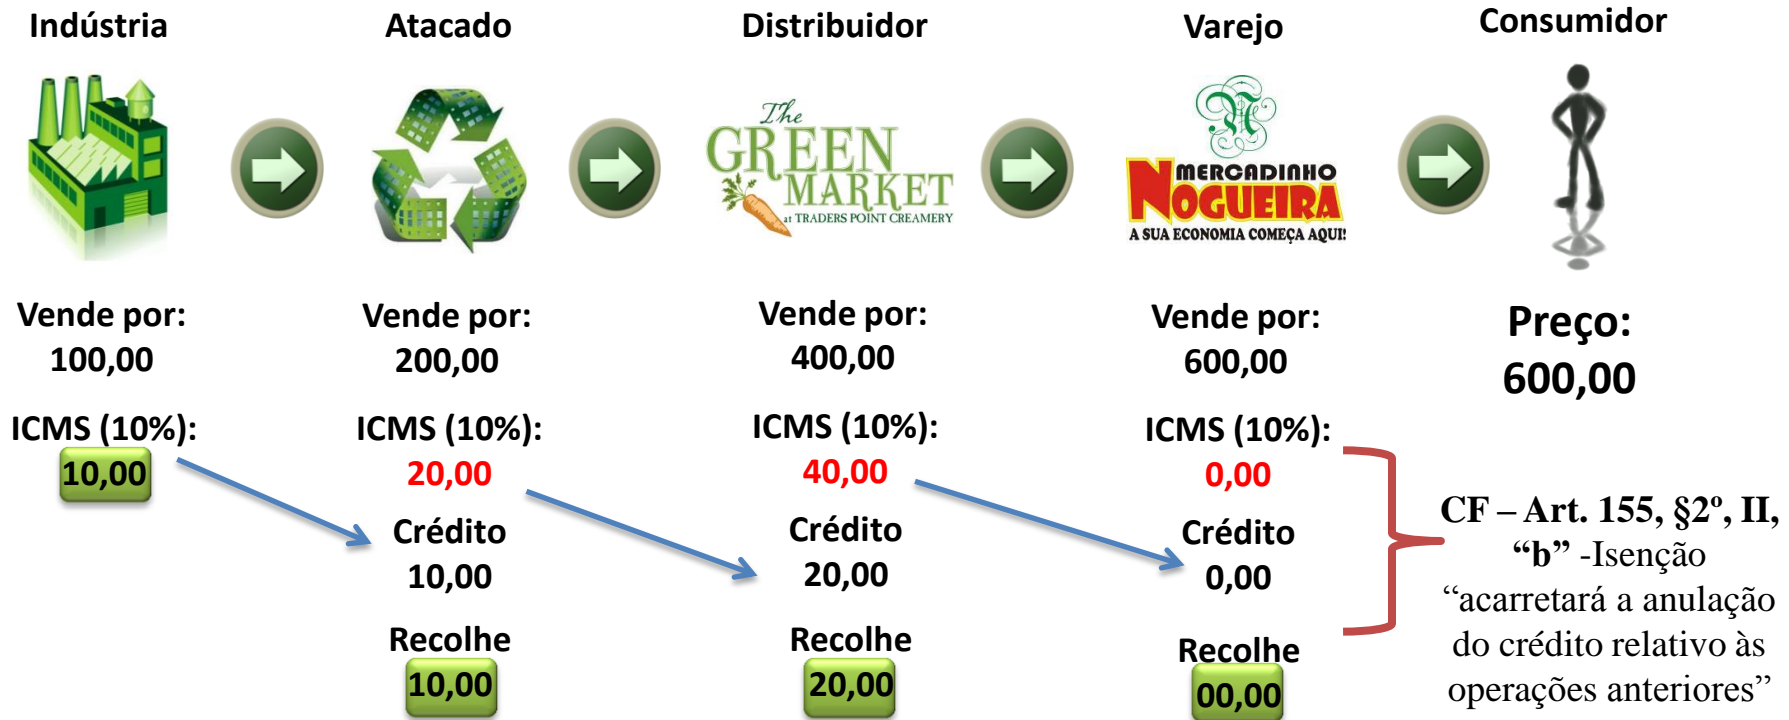 Indústria
Atacado
Distribuidor
Varejo
Consumidor
The
GREEN
MARKET
at TRADERS POINT CREAMERY
N
MERCADINHO
NOGUEIRA
A SUA ECONOMIA COMEÇA AQUI!
Vende por:
100,00
Vende por:
200,00
Vende por:
400,00
Vende por:
600,00
Preço:
600,00
ICMS (10%):
10,00
ICMS (10%):
20,00
ICMS (10%):
40,00
ICMS (10%):
0,00
Crédito
10,00
Crédito
20,00
Crédito
0,00
Recolhe
10,00
Recolhe
20,00
Recolhe
00,00
CF – Art. 155, §2º, II,
“b” -Isenção
“acarretará a anulação
do crédito relativo às
operações anteriores”